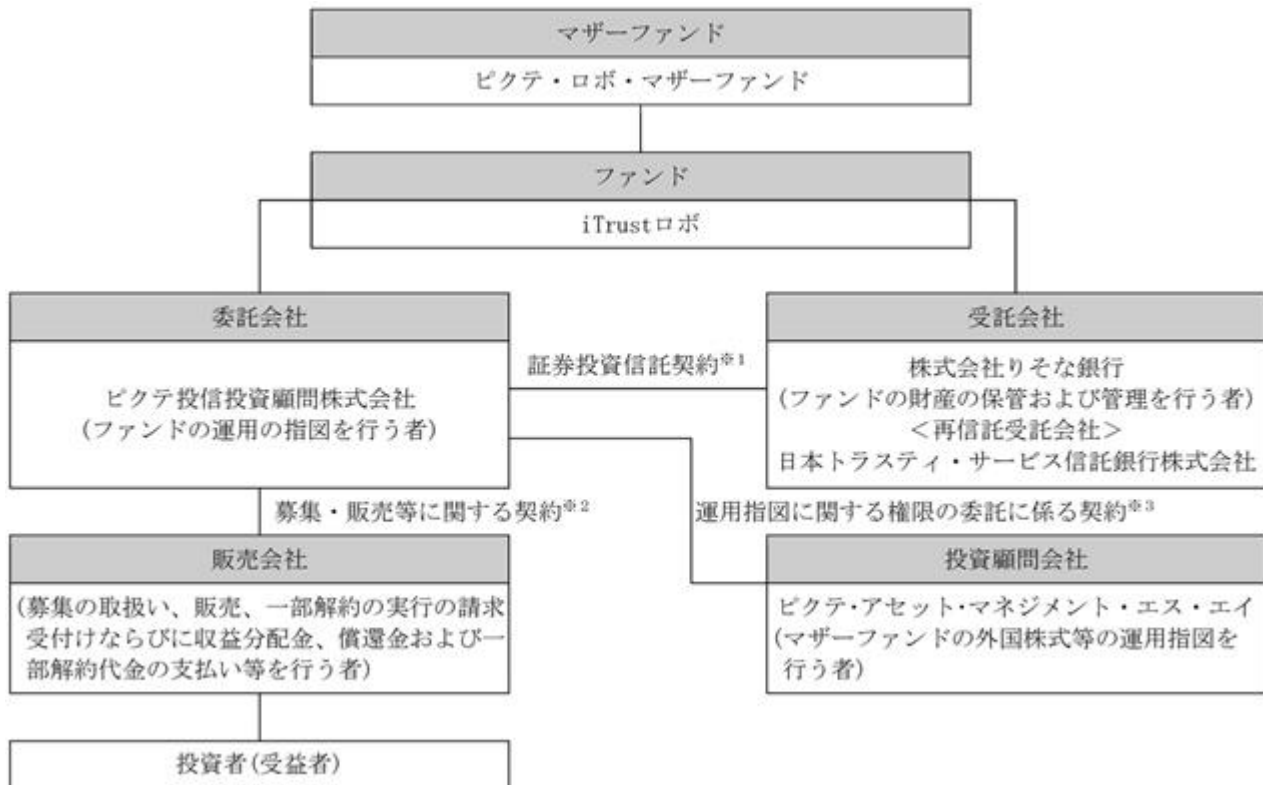 マザーファンド
ピクテ・ロボ・マザーファンド
ファンド
iTrustロボ
委託会社
ピクテ投信投資顧問株式会社
(ファンドの運用の指図を行う者)
証券投資信託契約※1
受託会社
株式会社りそな銀行
(ファンドの財産の保管および管理を行う者)
＜再信託受託会社＞
日本トラスティ・サービス信託銀行株式会社
募集・販売等に関する契約※2
運用指図に関する権限の委託に係る契約※3
販売会社
(募集の取扱い、販売、一部解約の実行の請求
受付けならびに収益分配金、償還金および一
部解約代金の支払い等を行う者)
投資顧問会社
ピクテ・アセット・マネジメント・エス・エイ
(マザーファンドの外国株式等の運用指図を
行う者)
投資者(受益者)